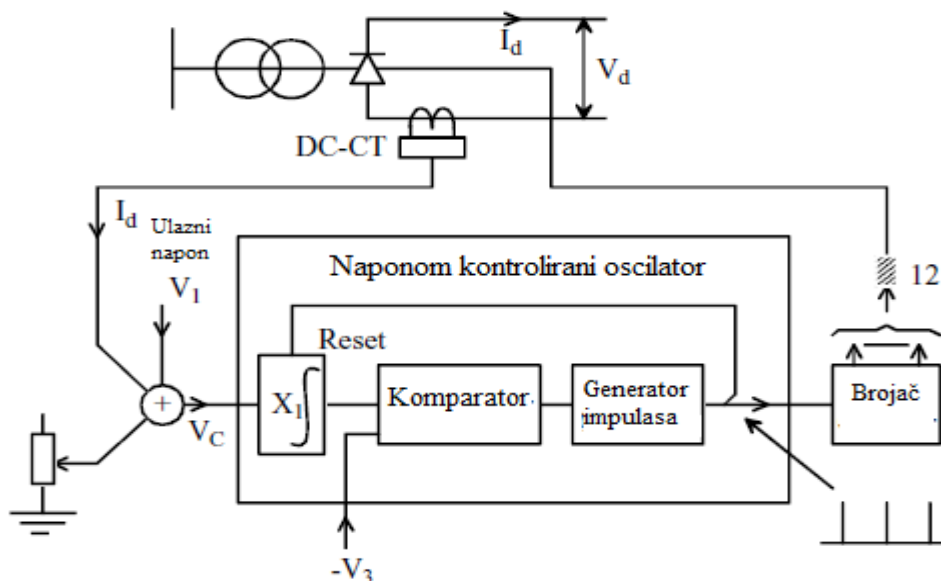 I_d
V_d
DC-CT
I_d
Ulazni
napon
V_1
Naponom kontrolirani oscilator
12
Reset
X_1 ∫
Komparator
Generator
impulsa
Brojač
+
V_C
-V_3